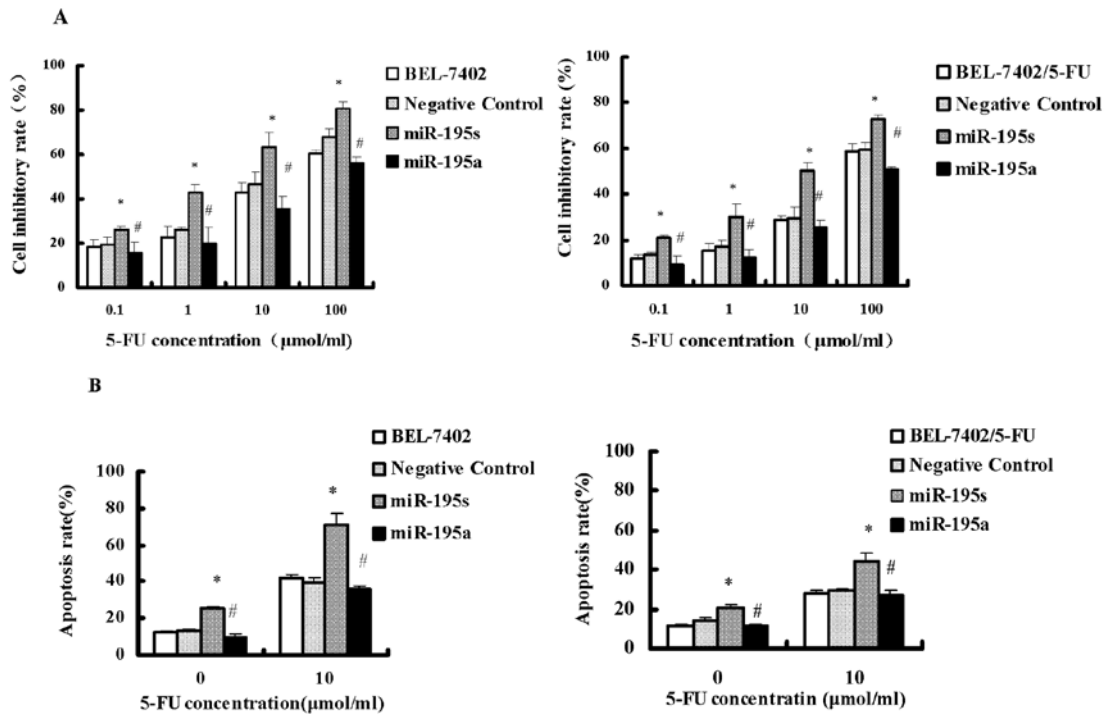 A
Cell inhibitory rate (%)
100
80
60
40
20
0
* # * # * # * #
0.1 1 10 100
5-FU concentration (μmol/ml)
BEL-7402
Negative Control
miR-195s
miR-195a
Cell inhibitory rate (%)
100
80
60
40
20
0
* # * # * # * #
0.1 1 10 100
5-FU concentration (μmol/ml)
BEL-7402/5-FU
Negative Control
miR-195s
miR-195a
B
Apoptosis rate(%)
100
80
60
40
20
0
* # * #
0 10
5-FU concentration(μmol/ml)
BEL-7402
Negative Control
miR-195s
miR-195a
Apoptosis rate(%)
100
80
60
40
20
0
* # * #
0 10
5-FU concentratin (μmol/ml)
BEL-7402/5-FU
Negative Control
miR-195s
miR-195a